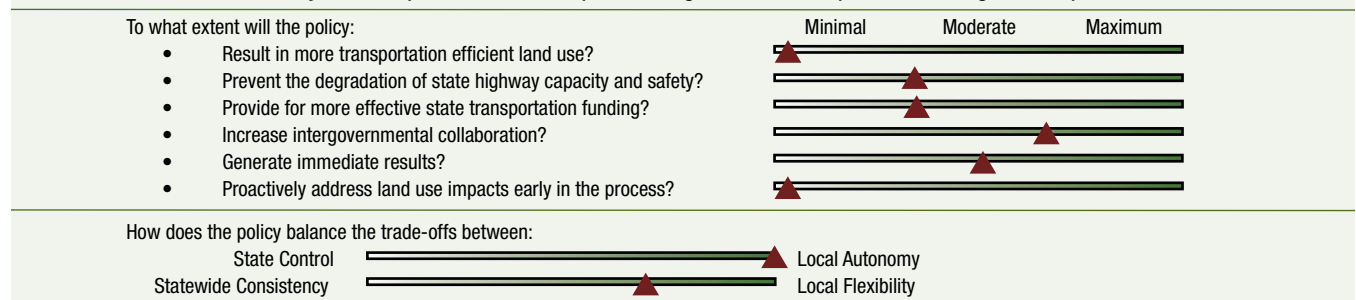 To what extent will the policy: Minimal Moderate Maximum
• Result in more transportation efficient land use?
• Prevent the degradation of state highway capacity and safety?
• Provide for more effective state transportation funding?
• Increase intergovernmental collaboration?
• Generate immediate results?
• Proactively address land use impacts early in the process?
How does the policy balance the trade-offs between:
State Control Local Autonomy
Statewide Consistency Local Flexibility